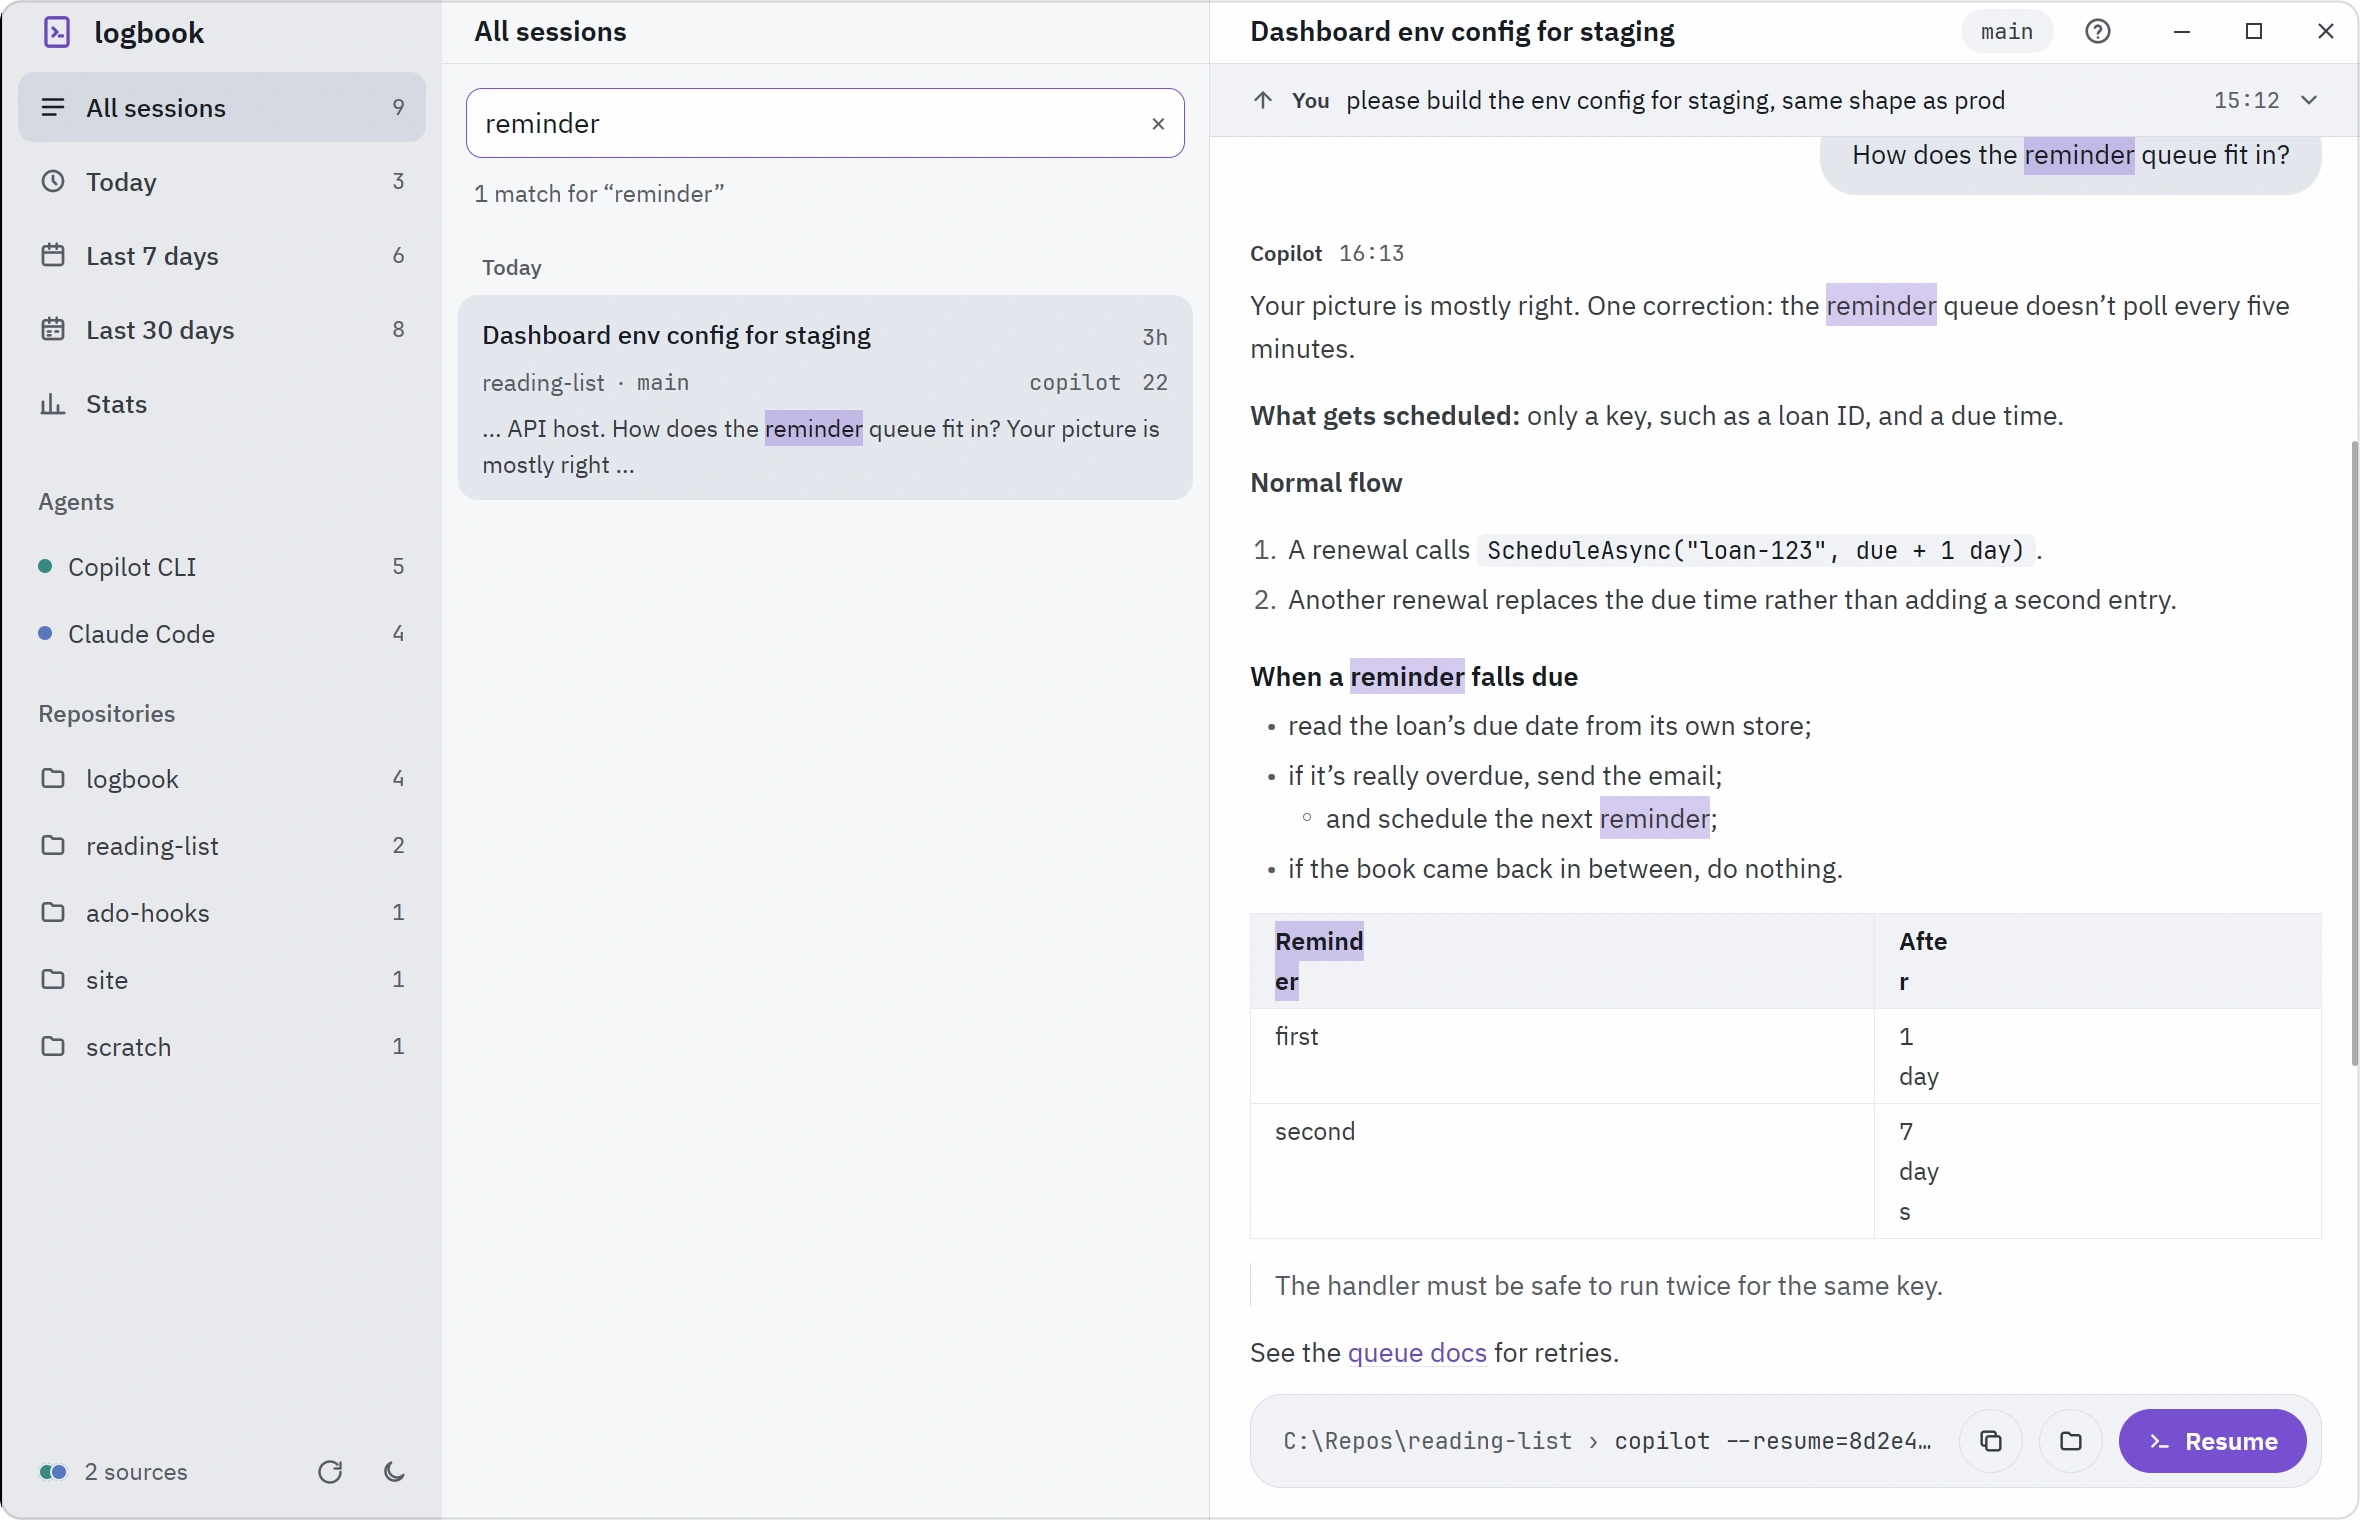 logbook
All sessions 9
Today 3
Last 7 days 6
Last 30 days 8
Stats
Agents
Copilot CLI 5
Claude Code 4
Repositories
logbook 4
reading-list 2
ado-hooks 1
site 1
scratch 1
2 sources
All sessions
reminder ×
1 match for “reminder”
Today
Dashboard env config for staging 3h
reading-list · main copilot 22
... API host. How does the reminder queue fit in? Your picture is
mostly right ...
Dashboard env config for staging main
You please build the env config for staging, same shape as prod 15:12
How does the reminder queue fit in?
Copilot 16:13
Your picture is mostly right. One correction: the reminder queue doesn’t poll every five
minutes.
What gets scheduled: only a key, such as a loan ID, and a due time.
Normal flow
1. A renewal calls ScheduleAsync("loan-123", due + 1 day).
2. Another renewal replaces the due time rather than adding a second entry.
When a reminder falls due
• read the loan’s due date from its own store;
• if it’s really overdue, send the email;
◦ and schedule the next reminder;
• if the book came back in between, do nothing.
Remind
er
Afte
r
first
1
day
second
7
day
s
The handler must be safe to run twice for the same key.
See the queue docs for retries.
C:\Repos\reading-list › copilot --resume=8d2e4… Resume